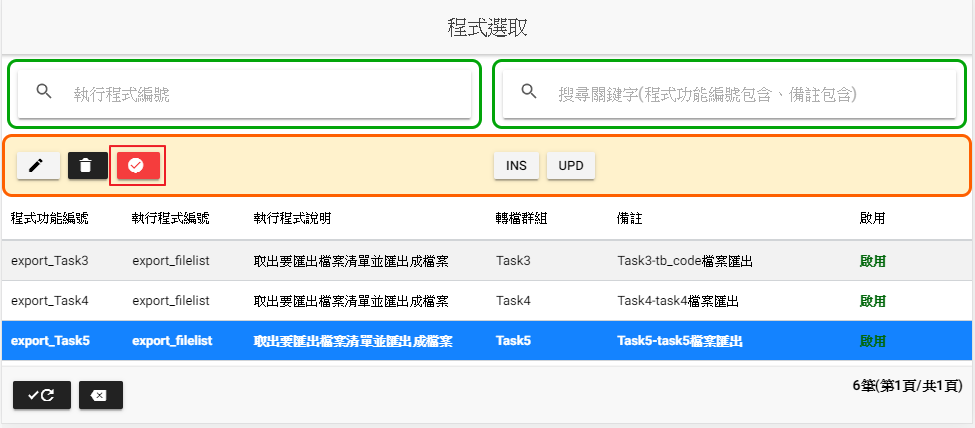 程式選取
執行程式編號 搜尋關鍵字(程式功能編號包含、備註包含)
INS UPD
程式功能編號 執行程式編號 執行程式說明 轉檔群組 備註 啟用
export_Task3 export_filelist 取出要匯出檔案清單並匯出成檔案 Task3 Task3-tb_code檔案匯出 啟用
export_Task4 export_filelist 取出要匯出檔案清單並匯出成檔案 Task4 Task4-task4檔案匯出 啟用
export_Task5 export_filelist 取出要匯出檔案清單並匯出成檔案 Task5 Task5-task5檔案匯出 啟用
6筆(第1頁/共1頁)